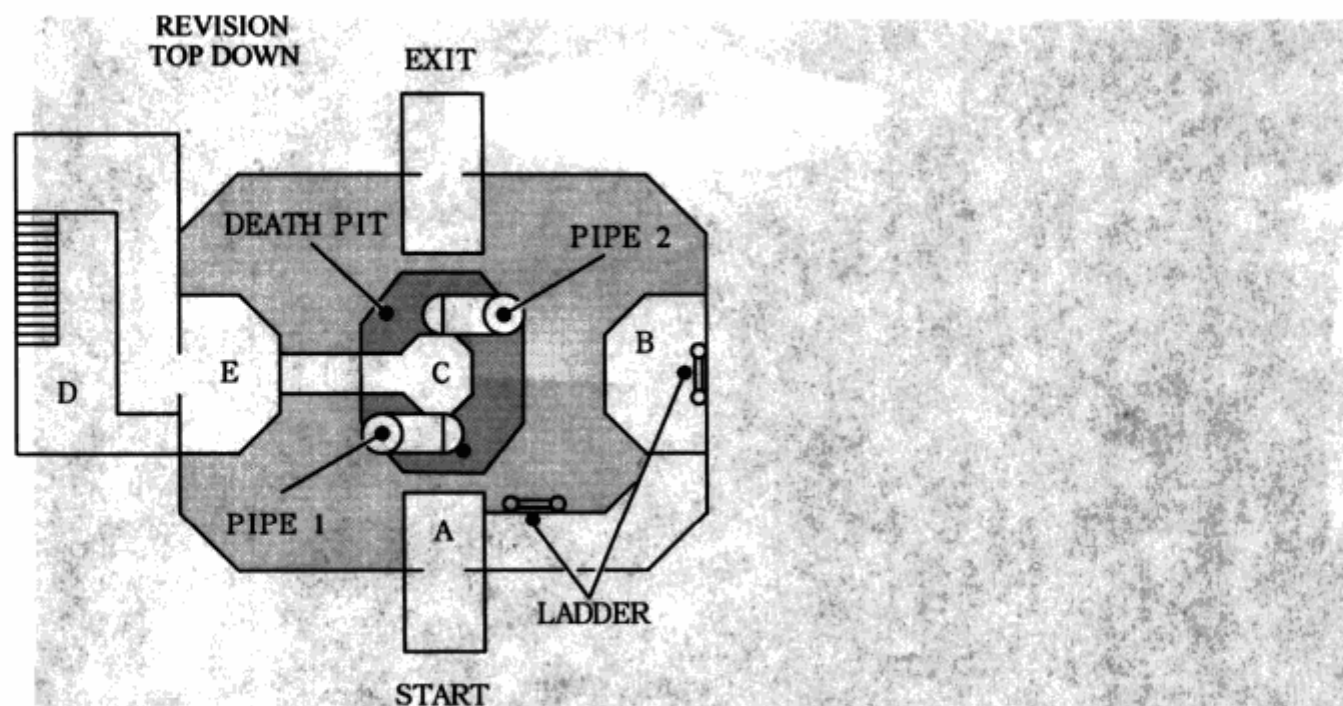 REVISION
TOP DOWN
EXIT
DEATH PIT
PIPE 2
B
E
C
D
PIPE 1
A
LADDER
START